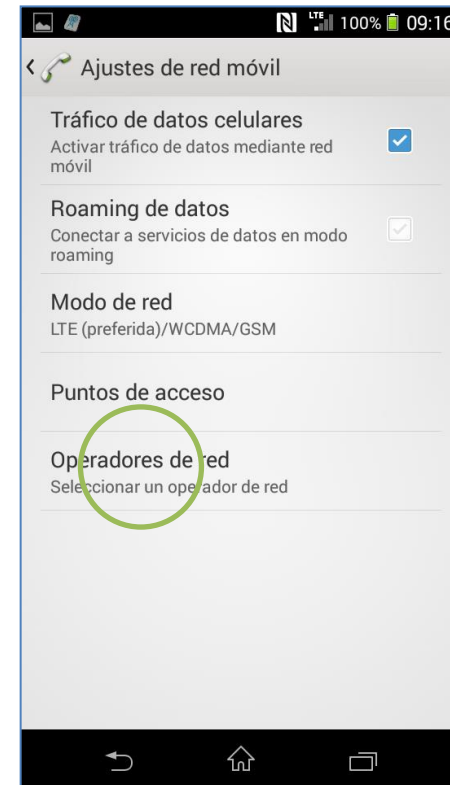 LTE 100% 09:16
Ajustes de red móvil
Tráfico de datos celulares
Activar tráfico de datos mediante red
móvil
Roaming de datos
Conectar a servicios de datos en modo
roaming
Modo de red
LTE (preferida)/WCDMA/GSM
Puntos de acceso
Operadores de red
Seleccionar un operador de red